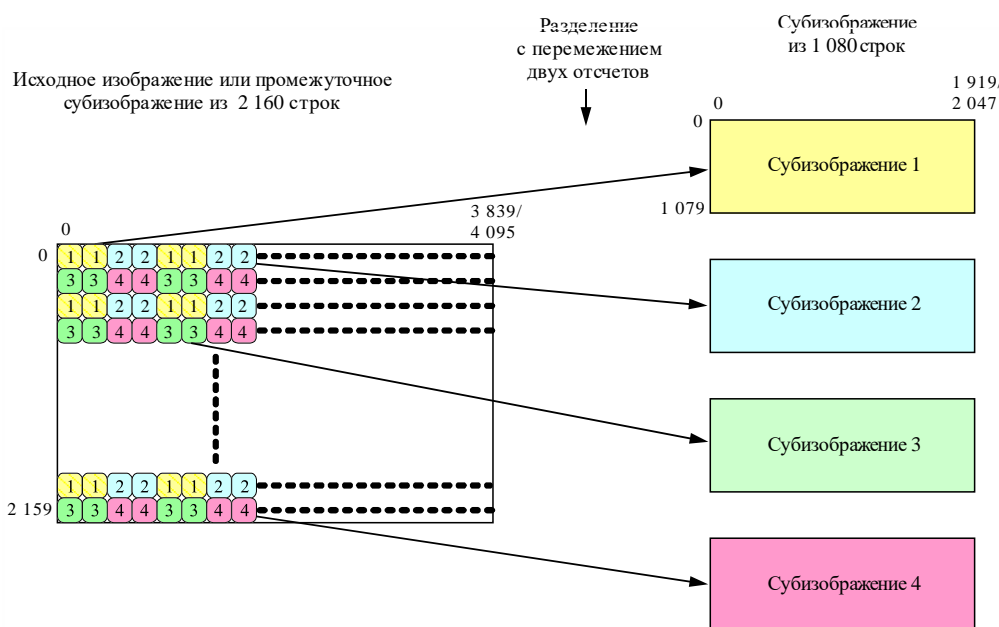 Разделение
с перемежением
двух отсчетов
Субизображение
из 1 080 строк
Исходное изображение или промежуточное
субизображение из 2 160 строк
0
1 919/
2 047
0
Субизображение 1
1 079
0
3 839/
4 095
0
1 1 2 2 1 1 2 2
3 3 4 4 3 3 4 4
1 1 2 2 1 1 2 2
3 3 4 4 3 3 4 4
Субизображение 2
Субизображение 3
1 1 2 2 1 1 2 2
2 159
3 3 4 4 3 3 4 4
Субизображение 4